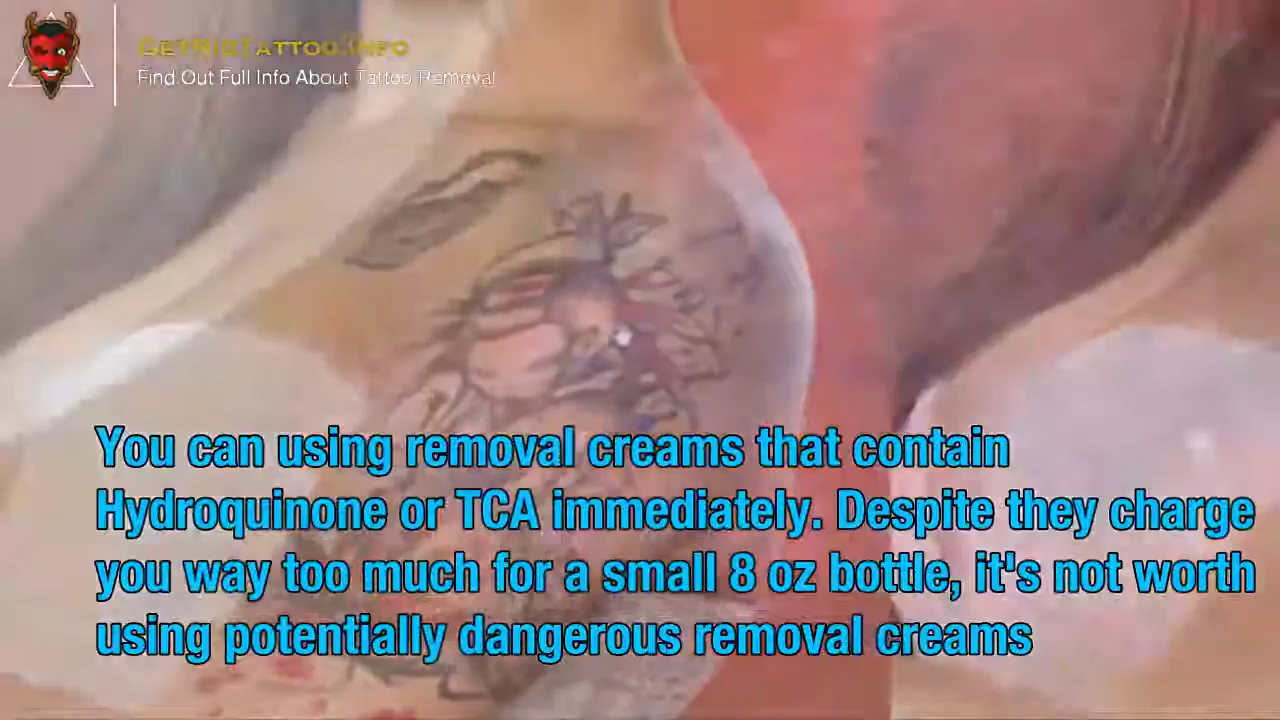 GetRidTattoo.Info
Find Out Full Info About Tattoo Removal
You can using removal creams that contain
Hydroquinone or TCA immediately. Despite they charge
you way too much for a small 8 oz bottle, it's not worth
using potentially dangerous removal creams